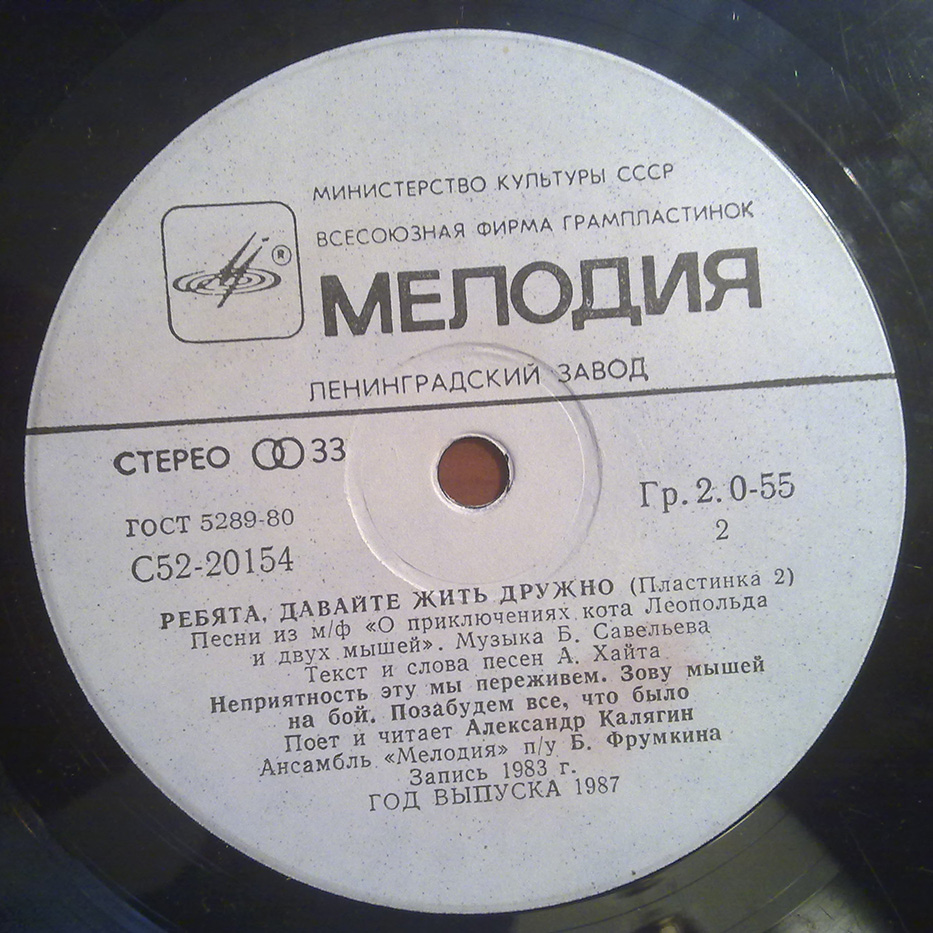 МИНИСТЕРСТВО КУЛЬТУРЫ СССР
ВСЕСОЮЗНАЯ ФИРМА ГРАМПЛАСТИНОК
®
МЕЛОДИЯ
ЛЕНИНГРАДСКИЙ ЗАВОД
СТЕРЕО 33
ГОСТ 5289-80
Гр. 2. 0-55
С52-20154
2
РЕБЯТА, ДАВАЙТЕ ЖИТЬ ДРУЖНО (Пластинка 2)
Песни из м/ф «О приключениях кота Леопольда
и двух мышей». Музыка Б. Савельева
Текст и слова песен А. Хайта
Неприятность эту мы переживем. Зову мышей
на бой. Позабудем все, что было
Поет и читает Александр Калягин
Ансамбль «Мелодия» п/у Б. Фрумкина
Запись 1983 г.
ГОД ВЫПУСКА 1987